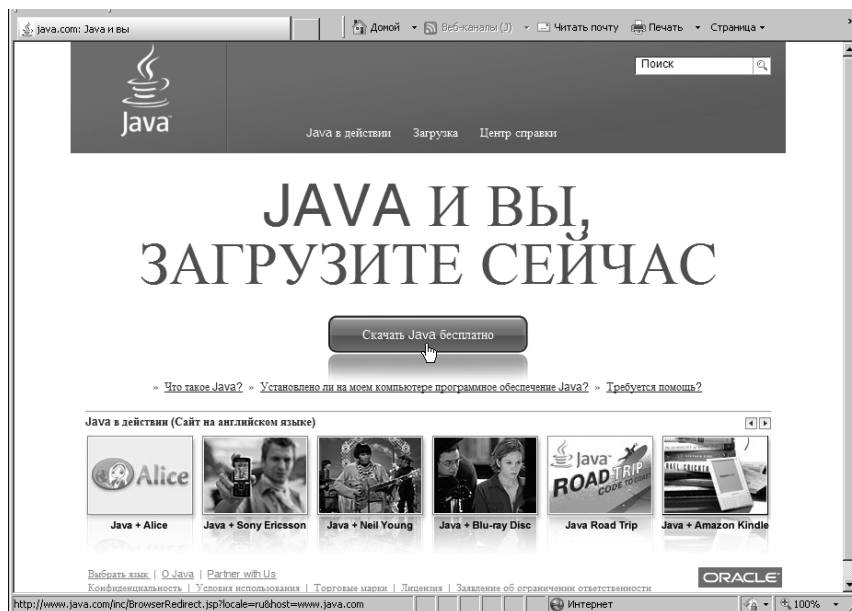 java.com: Java и вы
Домой
Веб-каналы (J)
Читать почту
Печать
Страница
Java
Поиск
Java в действии
Загрузка
Центр справки
JAVA И ВЫ,
ЗАГРУЗИТЕ СЕЙЧАС
Скачать Java бесплатно
» Что такое Java? » Установлено ли на моем компьютере программное обеспечение Java? » Требуется помощь?
Java в действии (Сайт на английском языке)
Alice
Java
ROAD TRIP
CODE TO COAST
Java + Alice
Java + Sony Ericsson
Java + Neil Young
Java + Blu-ray Disc
Java Road Trip
Java + Amazon Kindle
Выбрать язык | О Java | Partner with Us
Конфиденциальность | Условия использования | Торговые марки | Лицензия | Заявление об ограничении ответственности
ORACLE
http://www.java.com/inc/BrowserRedirect.jsp?locale=ru&host=www.java.com
Интернет
100%